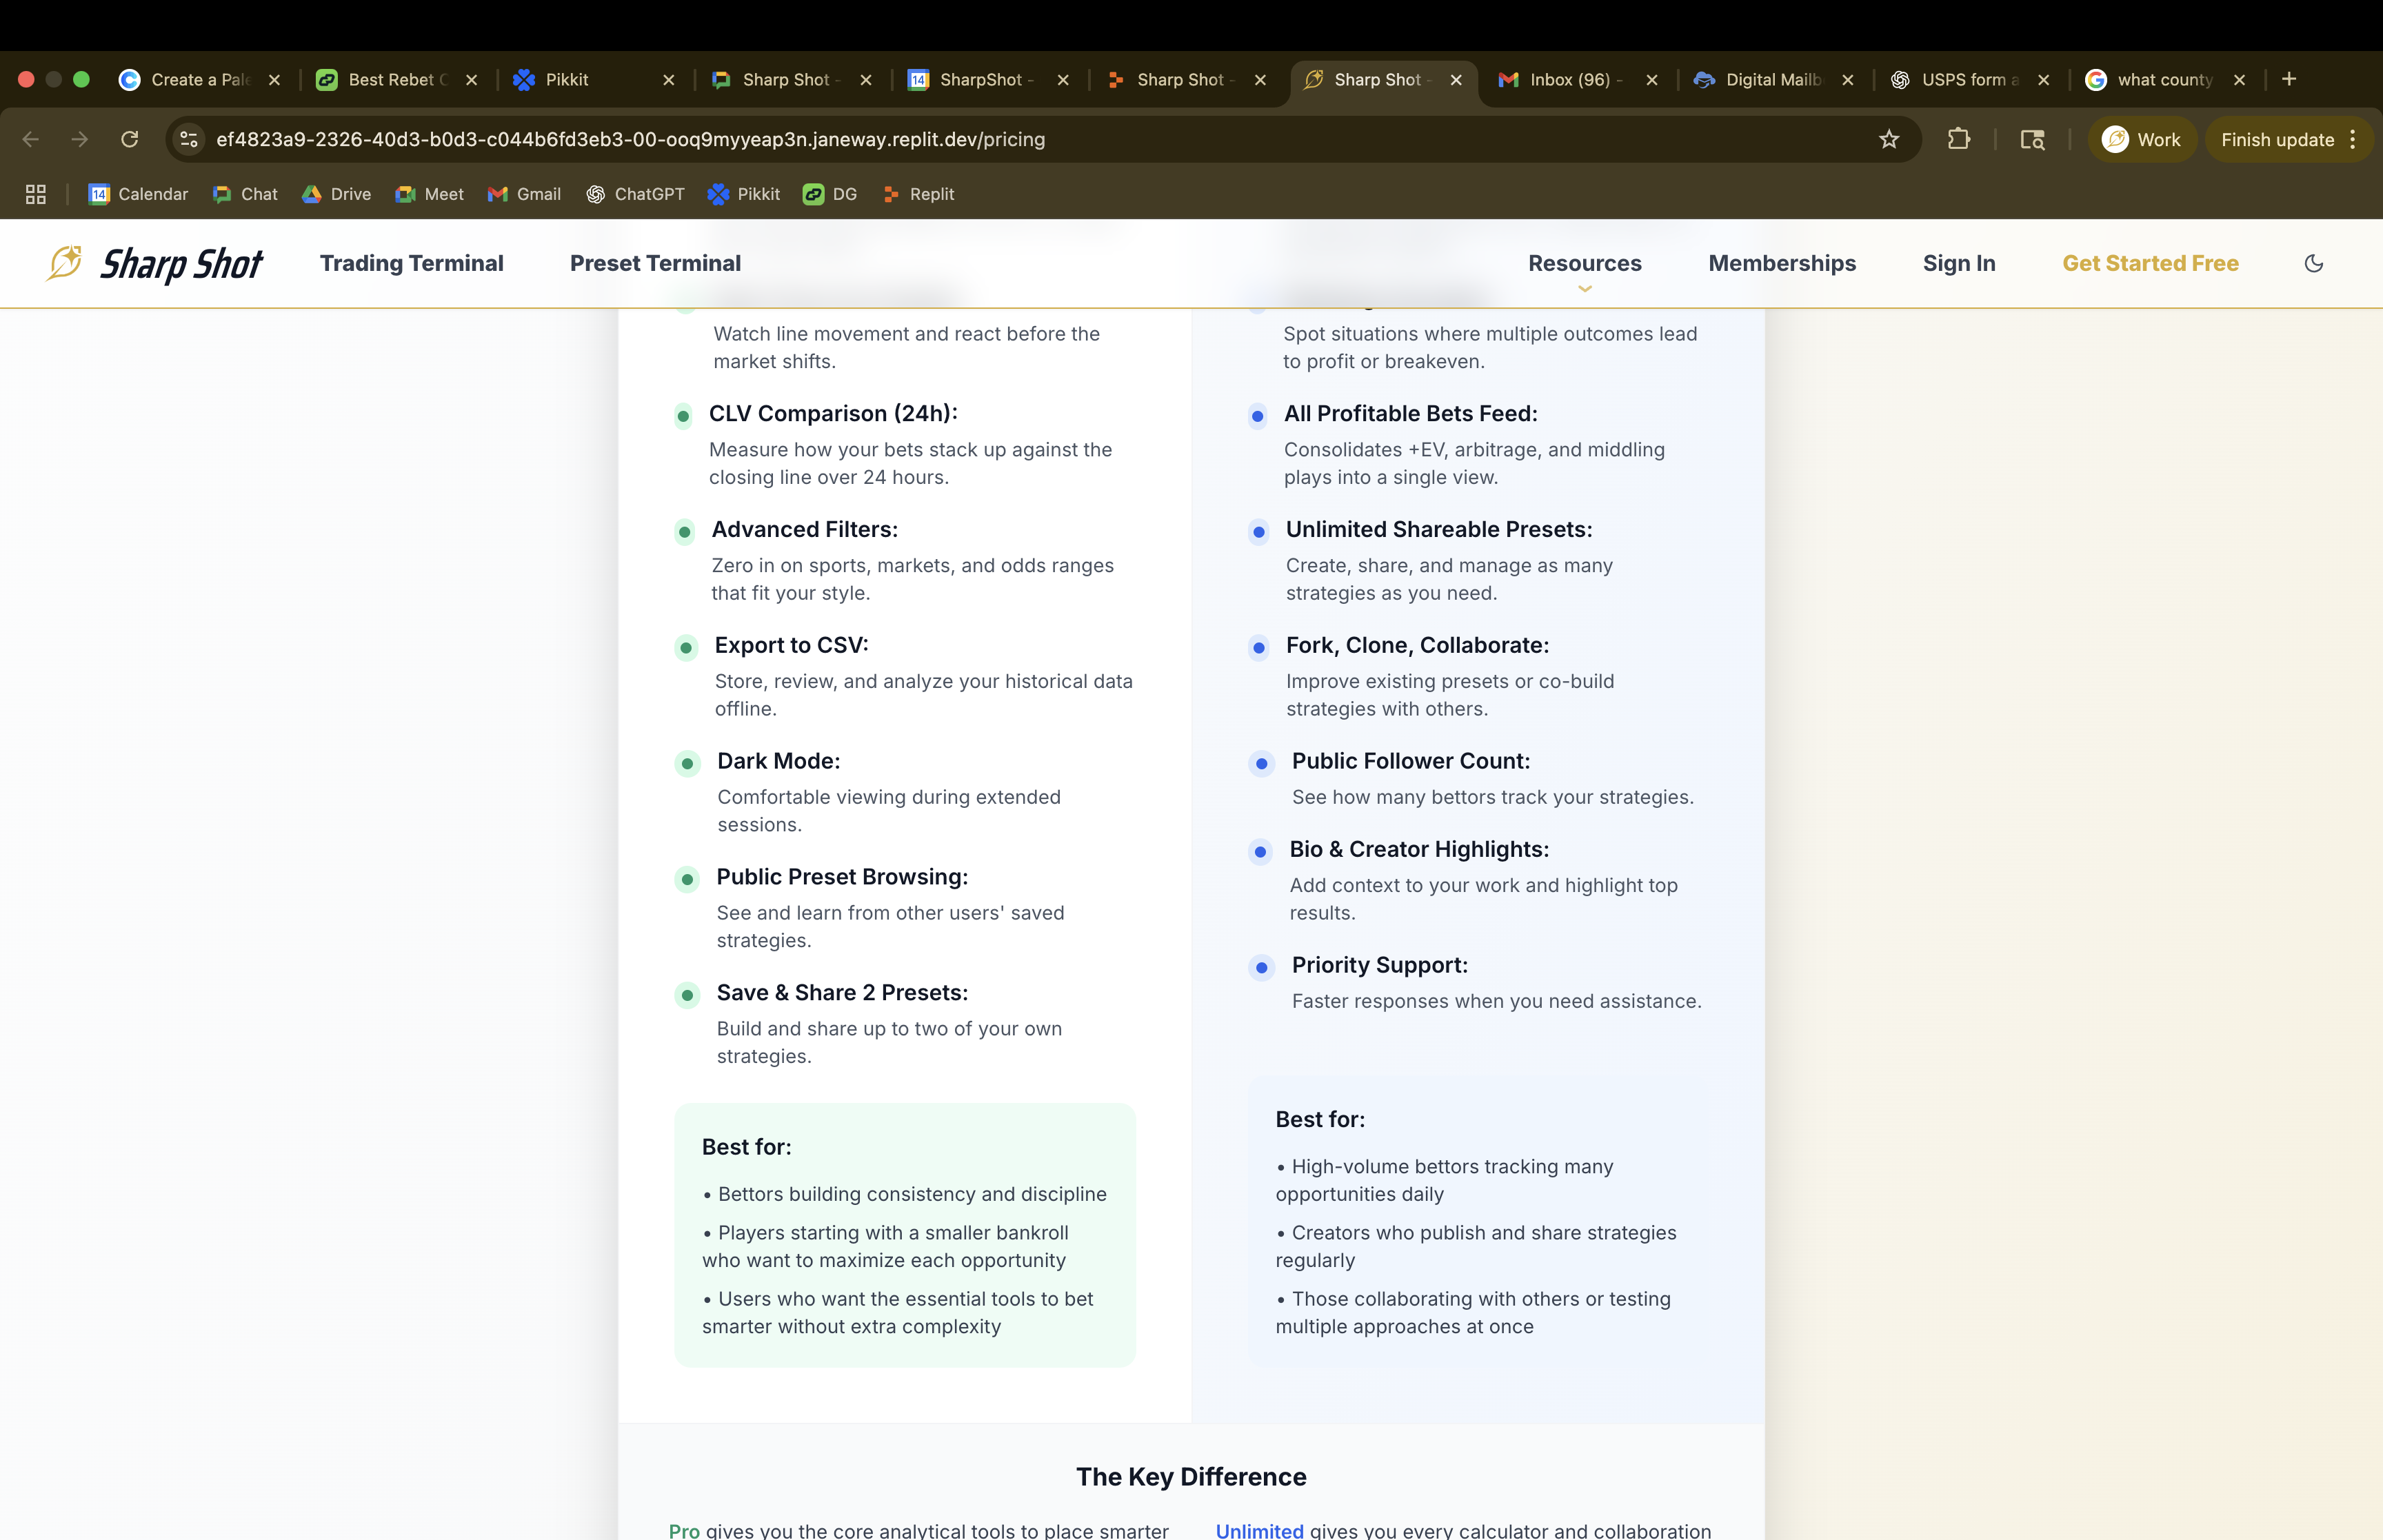 Create a Pale
Best Rebet C
Pikkit
Sharp Shot -
SharpShot -
Sharp Shot -
Sharp Shot -
Inbox (96) -
Digital Mailb
USPS form a
what county
ef4823a9-2326-40d3-b0d3-c044b6fd3eb3-00-ooq9myyeap3n.janeway.replit.dev/pricing
Work
Finish update
14 Calendar
Chat
Drive
Meet
Gmail
ChatGPT
Pikkit
DG
Replit
Sharp Shot
Trading Terminal
Preset Terminal
Resources
Memberships
Sign In
Get Started Free
Watch line movement and react before the
market shifts.
CLV Comparison (24h):
Measure how your bets stack up against the
closing line over 24 hours.
Advanced Filters:
Zero in on sports, markets, and odds ranges
that fit your style.
Export to CSV:
Store, review, and analyze your historical data
offline.
Dark Mode:
Comfortable viewing during extended
sessions.
Public Preset Browsing:
See and learn from other users' saved
strategies.
Save & Share 2 Presets:
Build and share up to two of your own
strategies.
Best for:
• Bettors building consistency and discipline
• Players starting with a smaller bankroll
who want to maximize each opportunity
• Users who want the essential tools to bet
smarter without extra complexity
Spot situations where multiple outcomes lead
to profit or breakeven.
All Profitable Bets Feed:
Consolidates +EV, arbitrage, and middling
plays into a single view.
Unlimited Shareable Presets:
Create, share, and manage as many
strategies as you need.
Fork, Clone, Collaborate:
Improve existing presets or co-build
strategies with others.
Public Follower Count:
See how many bettors track your strategies.
Bio & Creator Highlights:
Add context to your work and highlight top
results.
Priority Support:
Faster responses when you need assistance.
Best for:
• High-volume bettors tracking many
opportunities daily
• Creators who publish and share strategies
regularly
• Those collaborating with others or testing
multiple approaches at once
The Key Difference
Pro gives you the core analytical tools to place smarter
Unlimited gives you every calculator and collaboration